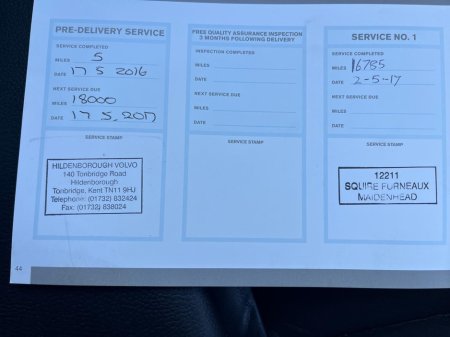 PRE-DELIVERY SERVICE
SERVICE COMPLETED
MILES 5
DATE 17 5 2016
NEXT SERVICE DUE
MILES 18000
DATE 17.5.2017
SERVICE STAMP
HILDENBOROUGH VOLVO
140 Tonbridge Road
Hildenborough
Tonbridge, Kent TN11 9HJ
Telephone: (01732) 832424
Fax: (01732) 838024
FREE QUALITY ASSURANCE INSPECTION
3 MONTHS FOLLOWING DELIVERY
INSPECTION COMPLETED
MILES
DATE
NEXT SERVICE DUE
MILES
DATE
SERVICE STAMP
SERVICE NO. 1
SERVICE COMPLETED
MILES 16785
DATE 2-5-17
NEXT SERVICE DUE
MILES
DATE
SERVICE STAMP
12211
SQUIRE FURNEAUX
MAIDENHEAD
44